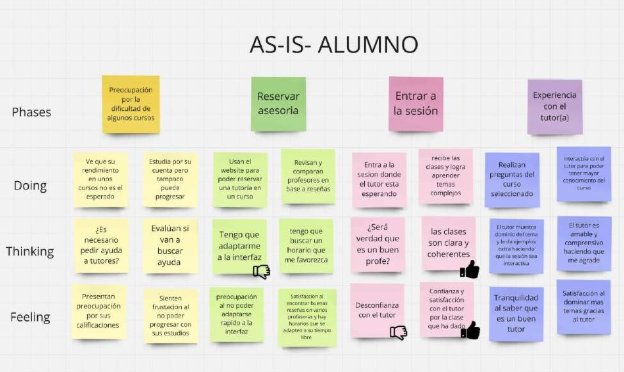 AS-IS- ALUMNO
Phases
Preocupación
por la
dificultad de
algunos cursos
Reservar
asesoria
Entrar a
la sesión
Experiencia
con el
tutor(a)
Doing
Ve que su
rendimiento
en unos
cursos no es el
esperado
Estudia por su
cuenta pero
tampoco
puede
progresar
Usan el
website para
poder reservar
una tutoría en
un curso
Revisan y
comparan
profesores en
base a reseñas
Entra a la
sesion donde
el tutor esta
esperando
recibe las
clases y logra
aprender
temas
complejos
Realizan
preguntas del
curso
seleccionado
Interactúa con el
tutor para poder
tener mayor
conocimiento del
curso
Thinking
¿Es
necesario
pedir ayuda
a tutores?
Evalúan si
van a
buscar
ayuda
Tengo que
adaptarme
a la interfaz
tengo que
buscar un
horario que
me favorezca
¿Será
verdad que
es un buen
profe?
las clases
son clara y
coherentes
El tutor muestra
dominio del tema
y le da ejemplos
extra haciendo
que la sesión sea
interactiva
El tutor es
amable y
comprensivo
haciendo que
me agrade
Feeling
Presentan
preocupación
por sus
calificaciones
Sienten
frustacion al
no poder
progresar con
sus estudios
preocupación
al no poder
adaptarse
rapido a la
interfaz
Satisfacción al
encontrar buenas
reseñas en varios
profesores y hay
horarios que se
adapten a su tiempo
libre
Desconfianza
con el tutor
Confianza y
satisfacción
con el tutor
por la clase
que ha dado
Tranquilidad
al saber que
es un buen
tutor
Satisfacción al
dominar mas
temas gracias
al tutor